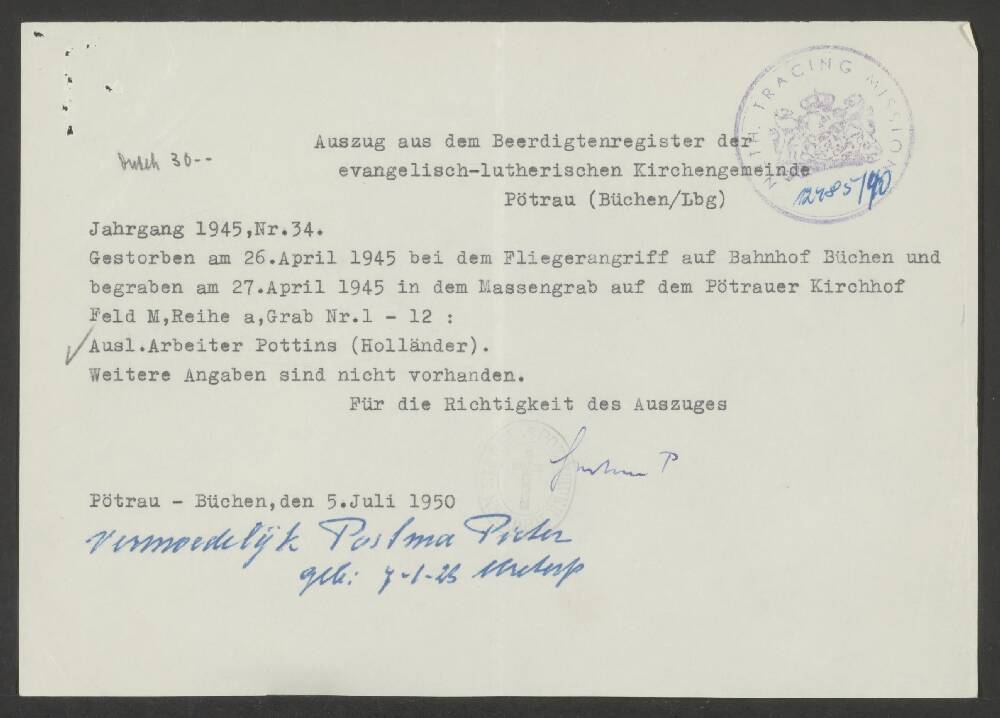 NETH. TRACING MISSION
12485/90
Dutch 30--
Auszug aus dem Beerdigtenregister der
evangelisch-lutherischen Kirchengemeinde
Pötrau (Büchen/Lbg)
Jahrgang 1945,Nr.34.
Gestorben am 26.April 1945 bei dem Fliegerangriff auf Bahnhof Büchen und
begraben am 27.April 1945 in dem Massengrab auf dem Pötrauer Kirchhof
Feld M,Reihe a,Grab Nr.1 - 12 :
Ausl.Arbeiter Pottins (Holländer).
Weitere Angaben sind nicht vorhanden.
Für die Richtigkeit des Auszuges
Pötrau - Büchen,den 5.Juli 1950
Vermoedelijk Postma Pieter
geb: 7-1-25 Ureterp